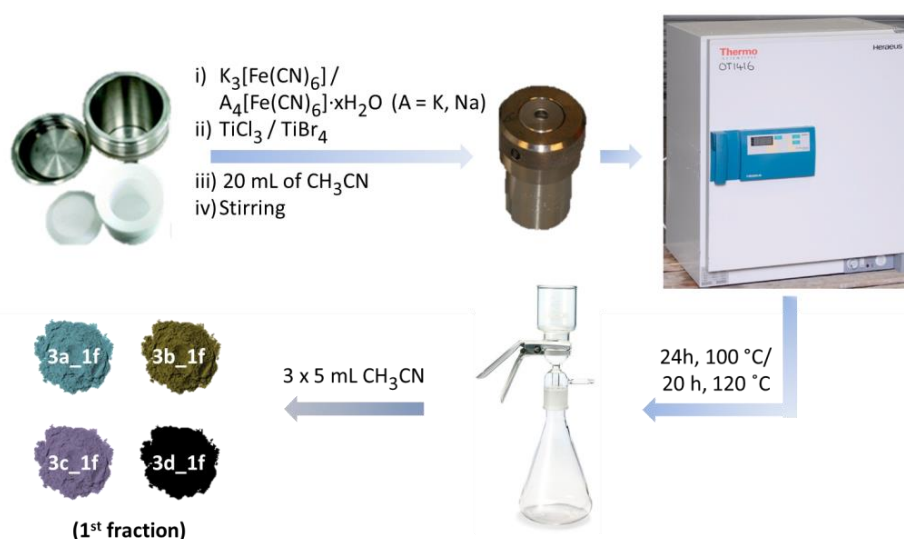 i) K₃[Fe(CN)₆] /
A₄[Fe(CN)₆]·xH₂O (A = K, Na)
ii) TiCl₃ / TiBr₄
iii) 20 mL of CH₃CN
iv) Stirring
Thermo
SCIENTIFIC
OT1416
Heraeus
24h, 100 °C/
20 h, 120 °C
3 x 5 mL CH₃CN
3a_1f
3b_1f
3c_1f
3d_1f
(1ˢᵗ fraction)